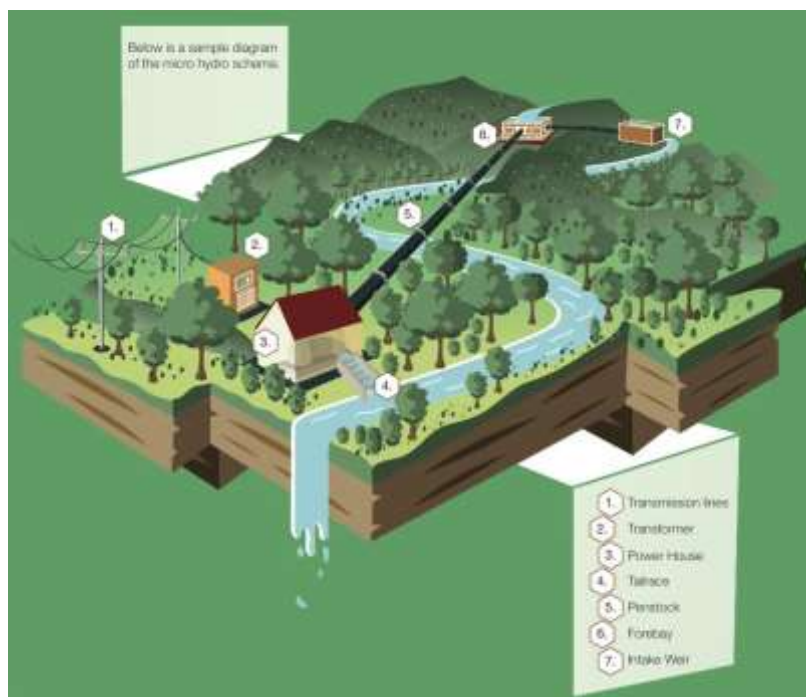 Below is a sample diagram
of the micro hydro scheme.
7.
6.
5.
1.
2.
3.
4.
1. Transmission lines
2. Transformer
3. Power House
4. Tailrace
5. Penstock
6. Forebay
7. Intake Weir